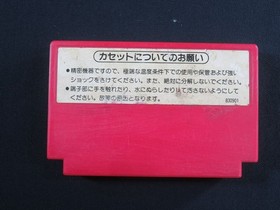 カセットについてのお願い
●精密機器ですので、極端な温度条件下での使用や保管および強い
ショックをさけてください。また、絶対に分解しないでください。
●端子部に手を触れたり、水にぬらしたり等で汚さないようにして
ください。故障の原因となります。